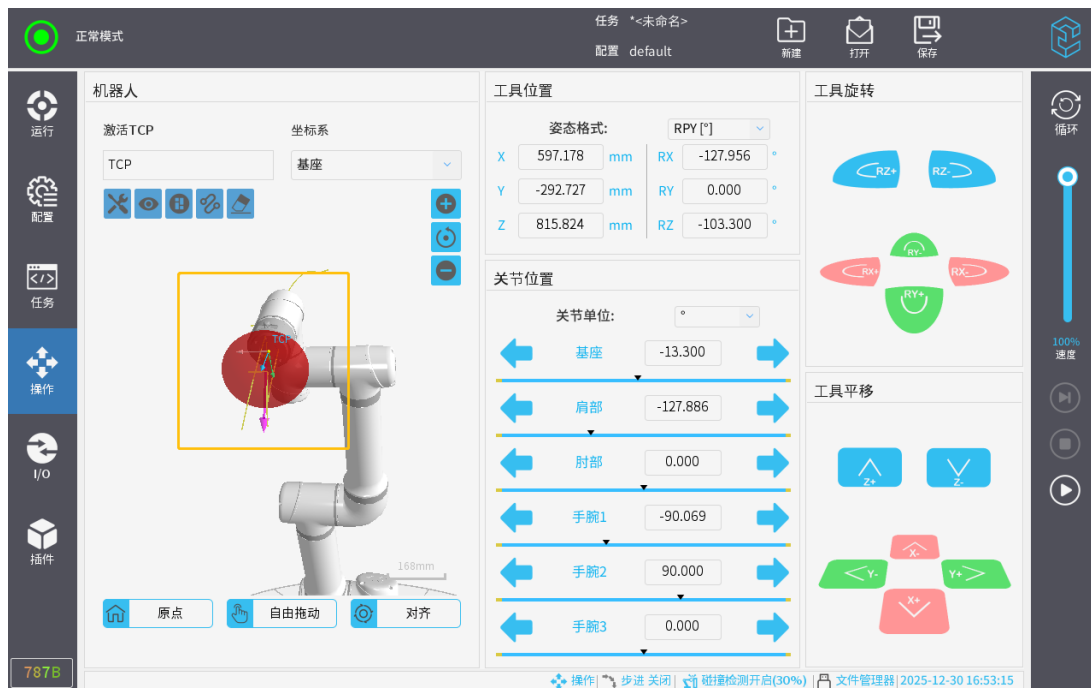 正常模式
任务 *<未命名>
配置 default
新建
打开
保存
运行
配置
任务
操作
I/O
插件
787B
机器人
激活TCP
坐标系
TCP
基座
TCP
168mm
原点
自由拖动
对齐
工具位置
姿态格式: RPY [°]
X 597.178 mm RX -127.956 °
Y -292.727 mm RY 0.000 °
Z 815.824 mm RZ -103.300 °
关节位置
关节单位: °
基座 -13.300
肩部 -127.886
肘部 0.000
手腕1 -90.069
手腕2 90.000
手腕3 0.000
工具旋转
RZ+ RZ-
RY-
RX+ RX-
RY+
工具平移
Z+ Z-
X-
Y- Y+
X+
循环
100%
速度
操作| 步进 关闭| 碰撞检测开启(30%) | 文件管理器|2025-12-30 16:53:15